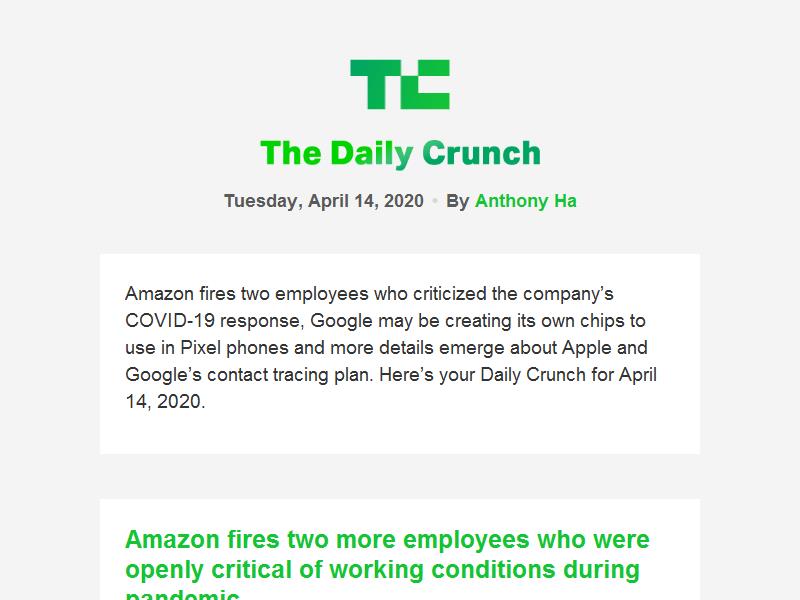 TC
The Daily Crunch
Tuesday, April 14, 2020 • By Anthony Ha
Amazon fires two employees who criticized the company’s
COVID-19 response, Google may be creating its own chips to
use in Pixel phones and more details emerge about Apple and
Google’s contact tracing plan. Here’s your Daily Crunch for April
14, 2020.
Amazon fires two more employees who were
openly critical of working conditions during
pandemic